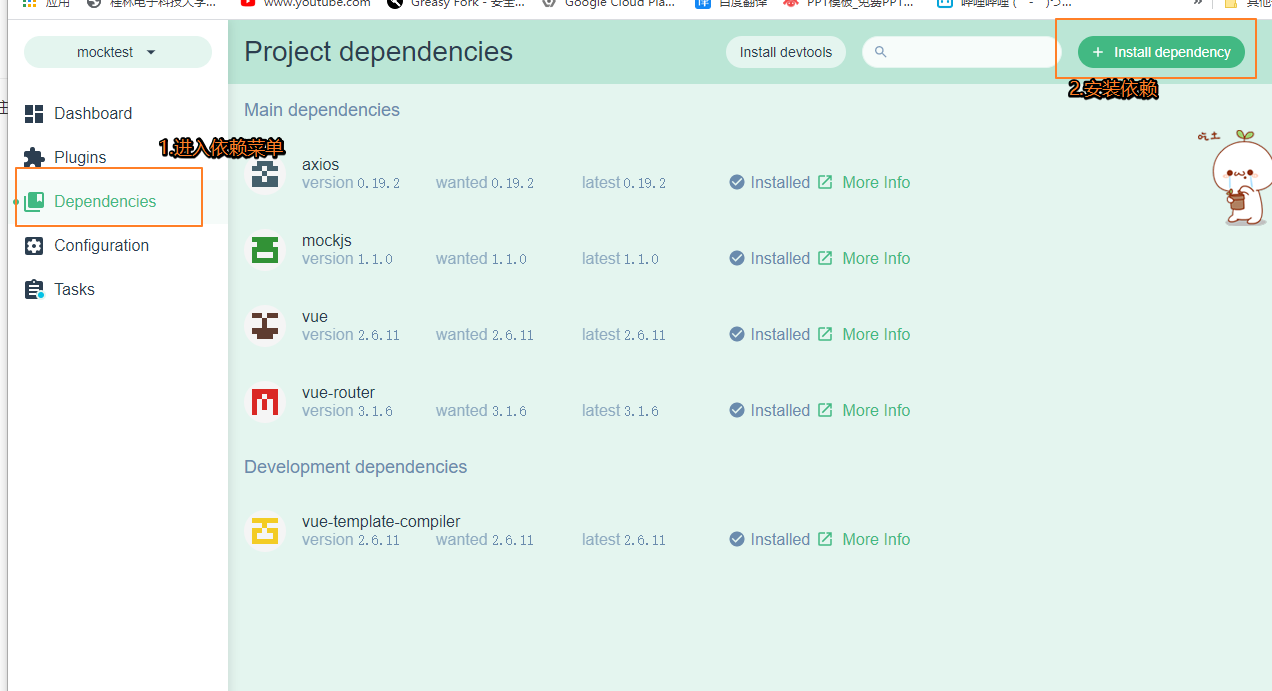 应用
桂林电子科技大学...
www.youtube.com
Greasy Fork - 安全...
Google Cloud Pla...
百度翻译
PPT模板_免费PPT...
哔哩哔哩 ( ゜- ゜)つ...
»
其他
mocktest
Project dependencies
Install devtools
+ Install dependency
2.安装依赖
Dashboard
Plugins
1.进入依赖菜单
Dependencies
Configuration
Tasks
Main dependencies
吃土
axios
version 0.19.2 wanted 0.19.2 latest 0.19.2 Installed More Info
mockjs
version 1.1.0 wanted 1.1.0 latest 1.1.0 Installed More Info
vue
version 2.6.11 wanted 2.6.11 latest 2.6.11 Installed More Info
vue-router
version 3.1.6 wanted 3.1.6 latest 3.1.6 Installed More Info
Development dependencies
vue-template-compiler
version 2.6.11 wanted 2.6.11 latest 2.6.11 Installed More Info